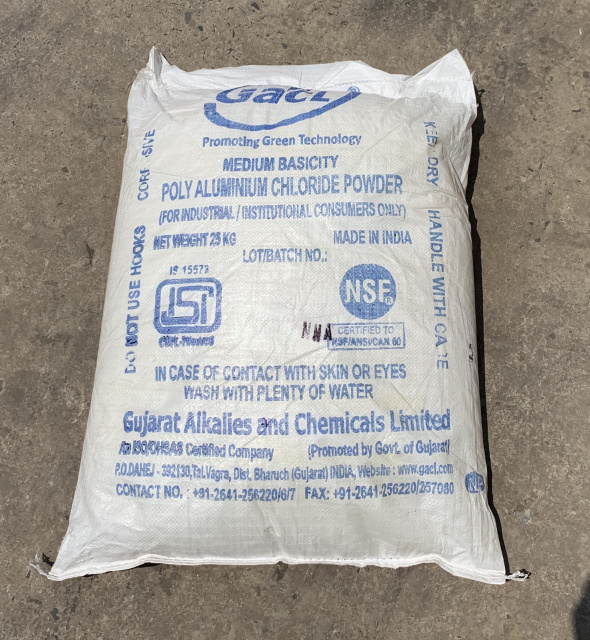 GACL
Promoting Green Technology
MEDIUM BASICITY
POLY ALUMINIUM CHLORIDE POWDER
(FOR INDUSTRIAL / INSTITUTIONAL CONSUMERS ONLY)
NET WEIGHT 25 KG
MADE IN INDIA
LOT/BATCH NO.:
IS 15573
ISI
NSF®
CERTIFIED TO
NSF/ANSI/CAN 60
IN CASE OF CONTACT WITH SKIN OR EYES
WASH WITH PLENTY OF WATER
Gujarat Alkalies and Chemicals Limited
An ISO/OHSAS Certified Company
(Promoted by Govt. of Gujarat)
P.O.DAHEJ - 392130,Tal.Vagra, Dist. Bharuch (Gujarat) INDIA, Website : www.gacl.com
CONTACT NO. : +91-2641-256220/6/7 FAX: +91-2641-256220/257080
DO NOT USE HOOKS
CORROSIVE
KEEP DRY
HANDLE WITH CARE